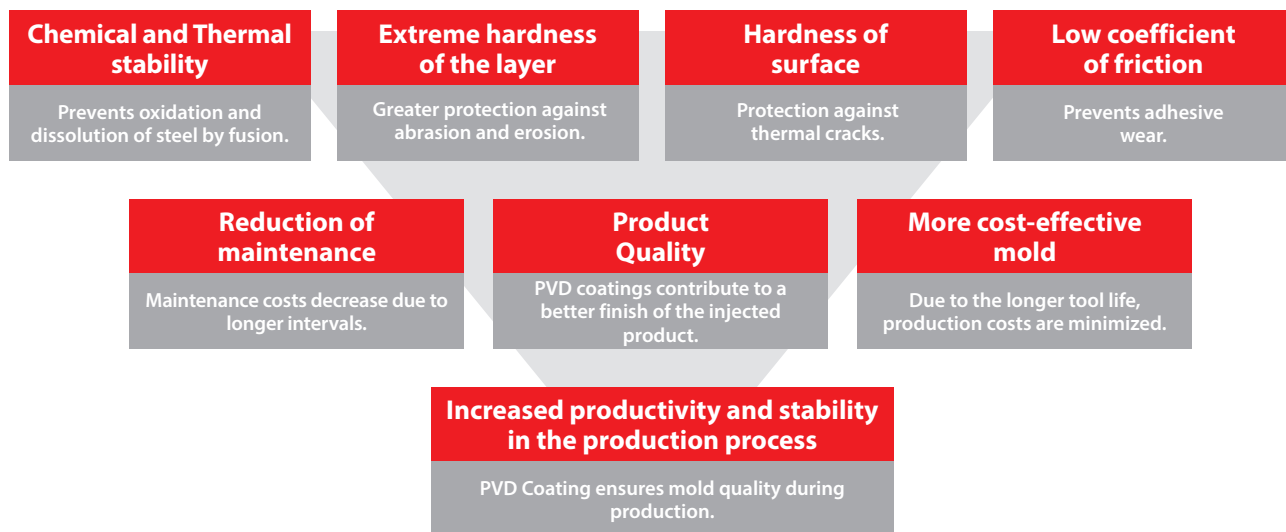 Chemical and Thermal
stability
Prevents oxidation and
dissolution of steel by fusion.
Extreme hardness
of the layer
Greater protection against
abrasion and erosion.
Hardness of
surface
Protection against
thermal cracks.
Low coefficient
of friction
Prevents adhesive
wear.
Reduction of
maintenance
Maintenance costs decrease due to
longer intervals.
Product
Quality
PVD coatings contribute to a
better finish of the injected
product.
More cost-effective
mold
Due to the longer tool life,
production costs are minimized.
Increased productivity and stability
in the production process
PVD Coating ensures mold quality during
production.